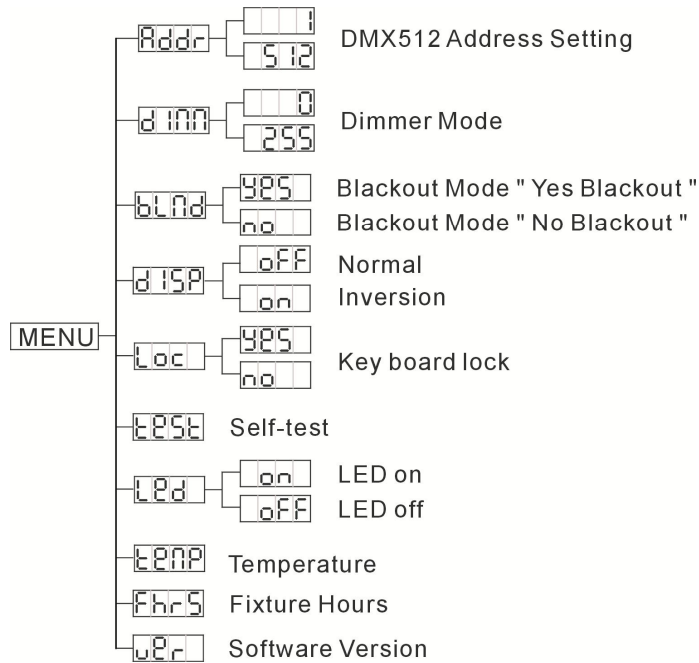 MENU
Addr
1
512
DMX512 Address Setting
dimm
0
255
Dimmer Mode
bLmd
yes
Blackout Mode " Yes Blackout "
no
Blackout Mode " No Blackout "
diSP
oFF
Normal
on
Inversion
Loc
yes
no
Key board lock
teSt
Self-test
Led
on
LED on
oFF
LED off
temP
Temperature
FhrS
Fixture Hours
ver
Software Version